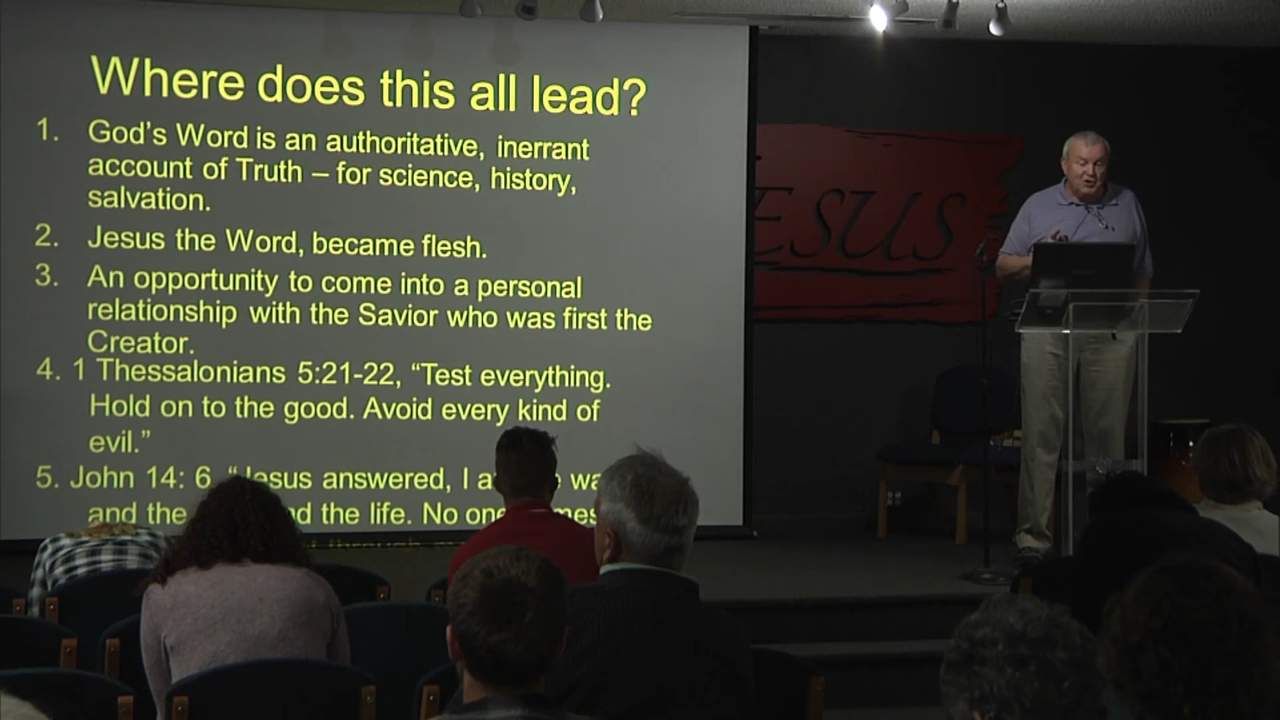 Where does this all lead?
1. God's Word is an authoritative, inerrant
account of Truth – for science, history,
salvation.
2. Jesus the Word, became flesh.
3. An opportunity to come into a personal
relationship with the Savior who was first the
Creator.
4. 1 Thessalonians 5:21-22, “Test everything.
Hold on to the good. Avoid every kind of
evil.”
5. John 14: 6, “Jesus answered, I
and the and the life. No one
ESUS